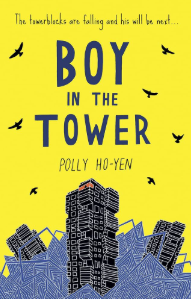 The towerblocks are falling and his will be next...
BOY
IN THE
TOWER
POLLY HO-YEN